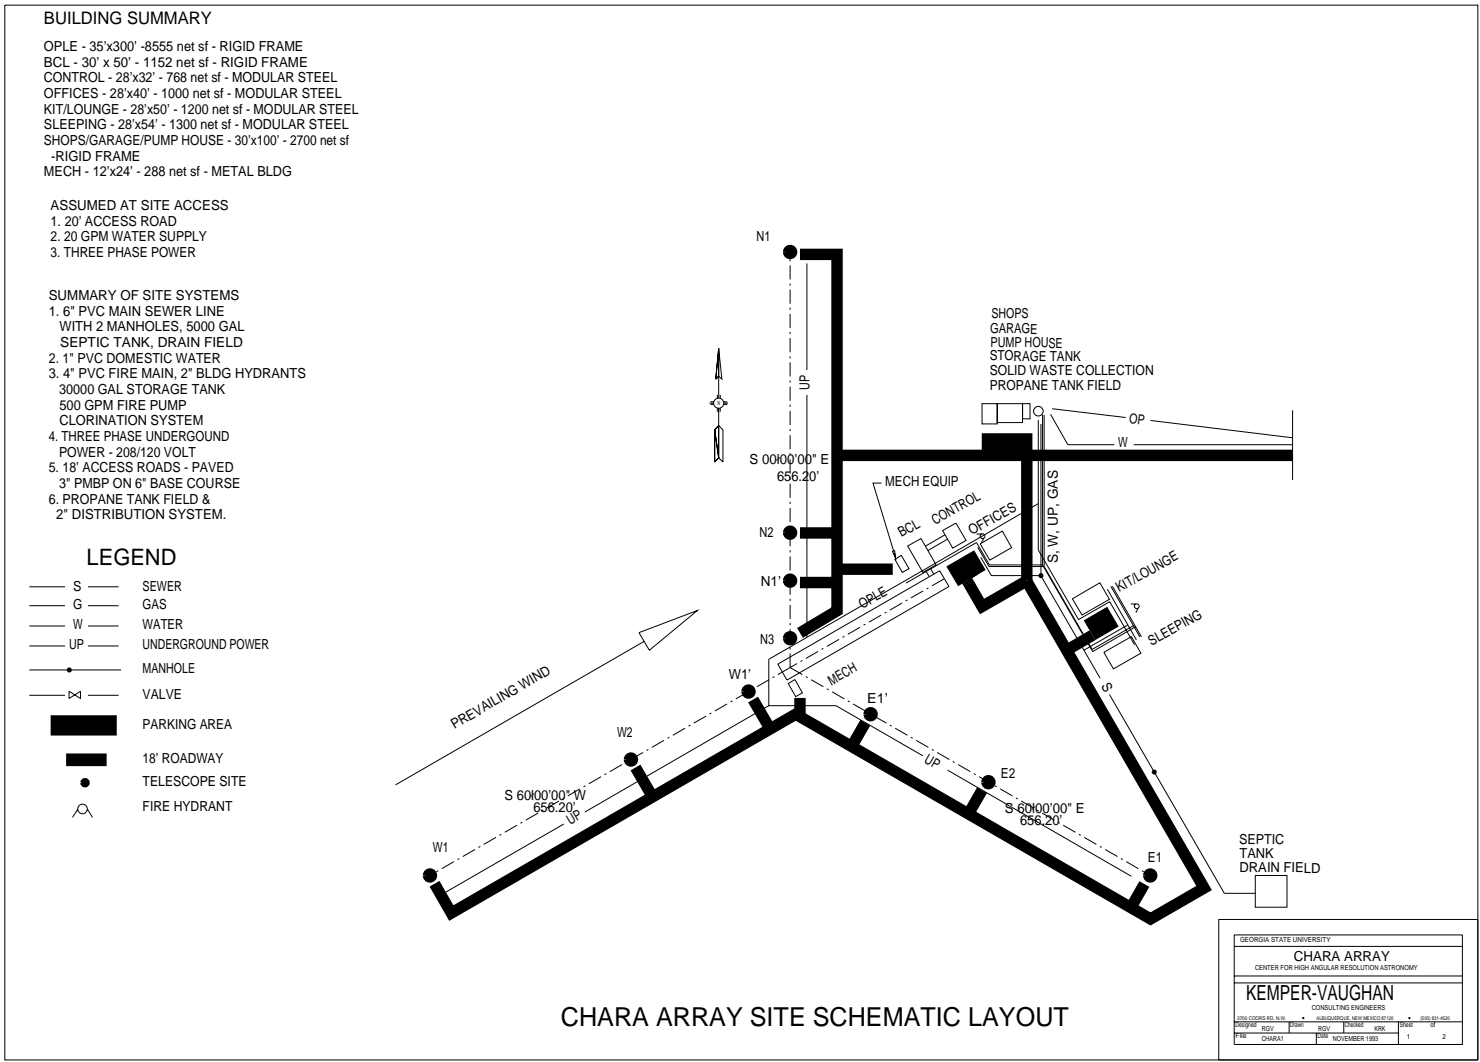 BUILDING SUMMARY
OPLE - 35'x300' -8555 net sf - RIGID FRAME
BCL - 30' x 50' - 1152 net sf - RIGID FRAME
CONTROL - 28'x32' - 768 net sf - MODULAR STEEL
OFFICES - 28'x40' - 1000 net sf - MODULAR STEEL
KIT/LOUNGE - 28'x50' - 1200 net sf - MODULAR STEEL
SLEEPING - 28'x54' - 1300 net sf - MODULAR STEEL
SHOPS/GARAGE/PUMP HOUSE - 30'x100' - 2700 net sf
-RIGID FRAME
MECH - 12'x24' - 288 net sf - METAL BLDG
ASSUMED AT SITE ACCESS
1. 20' ACCESS ROAD
2. 20 GPM WATER SUPPLY
3. THREE PHASE POWER
SUMMARY OF SITE SYSTEMS
1. 6" PVC MAIN SEWER LINE
WITH 2 MANHOLES, 5000 GAL
SEPTIC TANK, DRAIN FIELD
2. 1" PVC DOMESTIC WATER
3. 4" PVC FIRE MAIN, 2" BLDG HYDRANTS
30000 GAL STORAGE TANK
500 GPM FIRE PUMP
CLORINATION SYSTEM
4. THREE PHASE UNDERGOUND
POWER - 208/120 VOLT
5. 18' ACCESS ROADS - PAVED
3" PMBP ON 6" BASE COURSE
6. PROPANE TANK FIELD &
2" DISTRIBUTION SYSTEM.
LEGEND
S SEWER
G GAS
W WATER
UP UNDERGROUND POWER
MANHOLE
VALVE
PARKING AREA
18' ROADWAY
TELESCOPE SITE
FIRE HYDRANT
N1
UP
N
S 00l00'00" E
656.20'
N2
N1'
N3
SHOPS
GARAGE
PUMP HOUSE
STORAGE TANK
SOLID WASTE COLLECTION
PROPANE TANK FIELD
OP
W
MECH EQUIP
BCL
CONTROL
OFFICES
S, W, UP, GAS
KIT/LOUNGE
SLEEPING
OPLE
MECH
S
PREVAILING WIND
W1'
W2
S 60l00'00" W
656.20'
UP
W1
E1'
UP
E2
S 60l00'00" E
656.20'
E1
SEPTIC
TANK
DRAIN FIELD
CHARA ARRAY SITE SCHEMATIC LAYOUT
GEORGIA STATE UNIVERSITY
CHARA ARRAY
CENTER FOR HIGH ANGULAR RESOLUTION ASTRONOMY
KEMPER-VAUGHAN
CONSULTING ENGINEERS
3700 COORS RD. N.W. • ALBUQUERQUE, NEW MEXICO 87120 • (505) 831-4520
Designed RGV Drawn RGV Checked KRK Sheet of
File CHARA1 Date NOVEMBER 1993 1 2